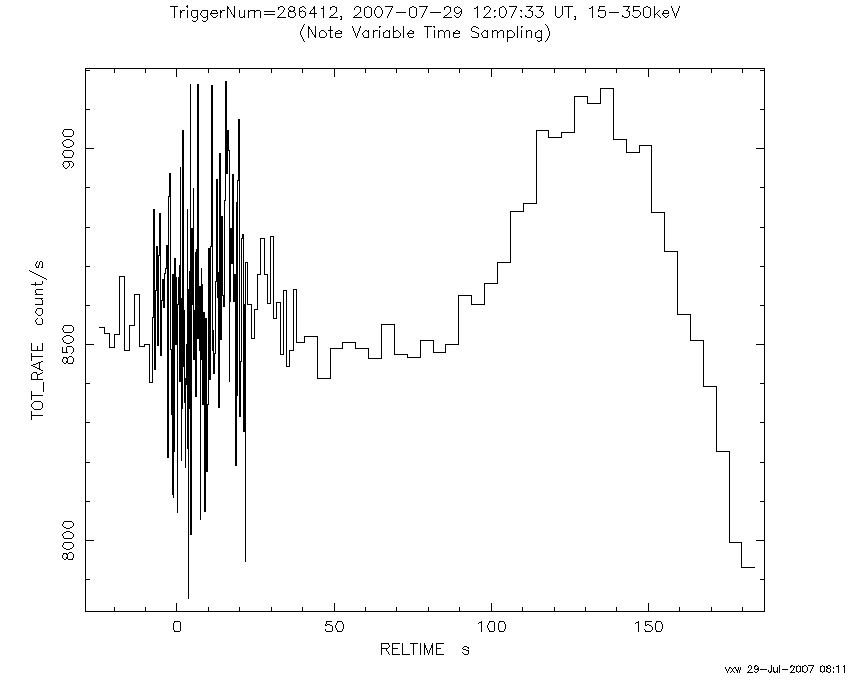 TriggerNum=286412, 2007-07-29 12:07:33 UT, 15-350keV
(Note Variable Time Sampling)
TOT_RATE count/s
9000
8500
8000
0 50 100 150
RELTIME s
vxw 29-Jul-2007 08:11